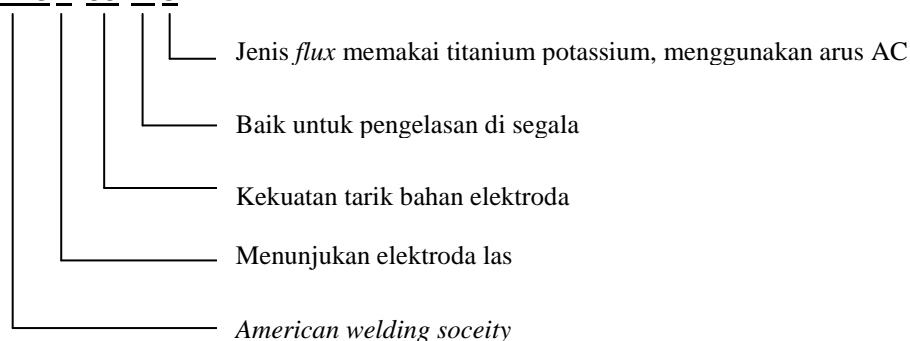 Jenis flux memakai titanium potassium, menggunakan arus AC
Baik untuk pengelasan di segala
Kekuatan tarik bahan elektroda
Menunjukan elektroda las
American welding soceity